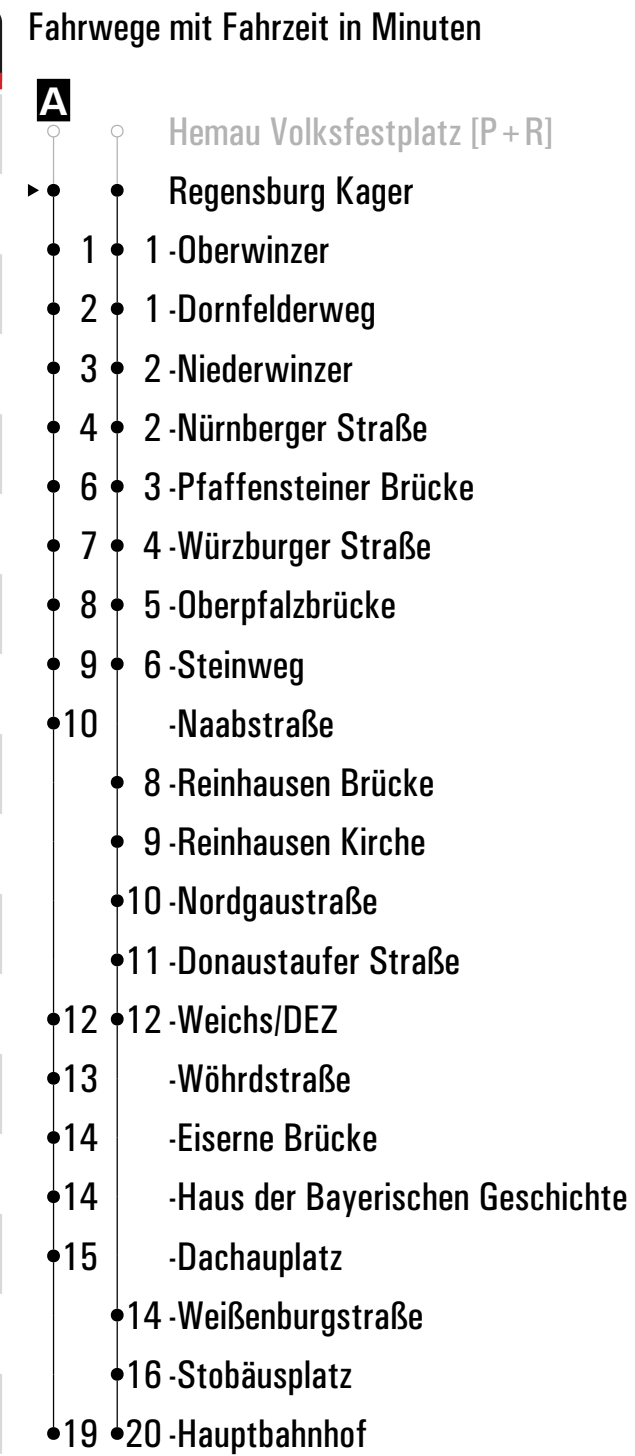 Fahrwege mit Fahrzeit in Minuten
A
Hemau Volksfestplatz [P+R]
Regensburg Kager
1 1 -Oberwinzer
2 1 -Dornfelderweg
3 2 -Niederwinzer
4 2 -Nürnberger Straße
6 3 -Pfaffensteiner Brücke
7 4 -Würzburger Straße
8 5 -Oberpfalzbrücke
9 6 -Steinweg
10 -Naabstraße
8 -Reinhausen Brücke
9 -Reinhausen Kirche
10 -Nordgaustraße
11 -Donaustaufer Straße
12 12 -Weichs/DEZ
13 -Wöhrdstraße
14 -Eiserne Brücke
14 -Haus der Bayerischen Geschichte
15 -Dachauplatz
14 -Weißenburgstraße
16 -Stobäusplatz
19 20 -Hauptbahnhof